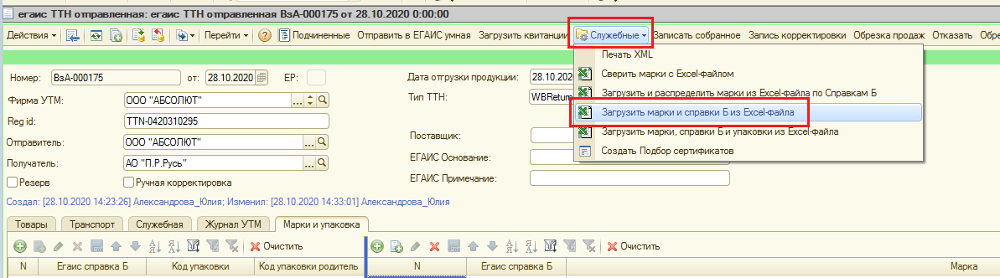 егаис ТТН отправленная: егаис ТТН отправленная ВзА-000175 от 28.10.2020 0:00:00
Действия Перейти Подчиненные Отправить в ЕГАИС умная Загрузить квитанции Служебные Записать собранное Запись корректировки Обрезка продаж Отказать Обре
Печать XML
Сверить марки с Excel-файлом
Загрузить и распределить марки из Excel-файла по Справкам Б
Загрузить марки и справки Б из Excel-файла
Загрузить марки, справки Б и упаковки из Excel-файла
Создать Подбор сертификатов
Номер: ВзА-000175 от: 28.10.2020 ЕР: Дата отгрузки продукции: 28.10.2020
Фирма УТМ: ООО "АБСОЛЮТ" ... Тип ТТН: WBReturn
Reg id: TTN-0420310295
Отправитель: ООО "АБСОЛЮТ" ... Поставщик:
Получатель: АО "П.Р.Русь" ... ЕГАИС Основание:
Резерв Ручная корректировка ЕГАИС Примечание:
Создал: [28.10.2020 14:23:26] Александрова_Юлия; Изменил: [28.10.2020 14:33:01] Александрова_Юлия
Товары Транспорт Служебная Журнал УТМ Марки и упаковка
Очистить Очистить
N Егаис справка Б Код упаковки Код упаковки родитель N Егаис справка Б Марка